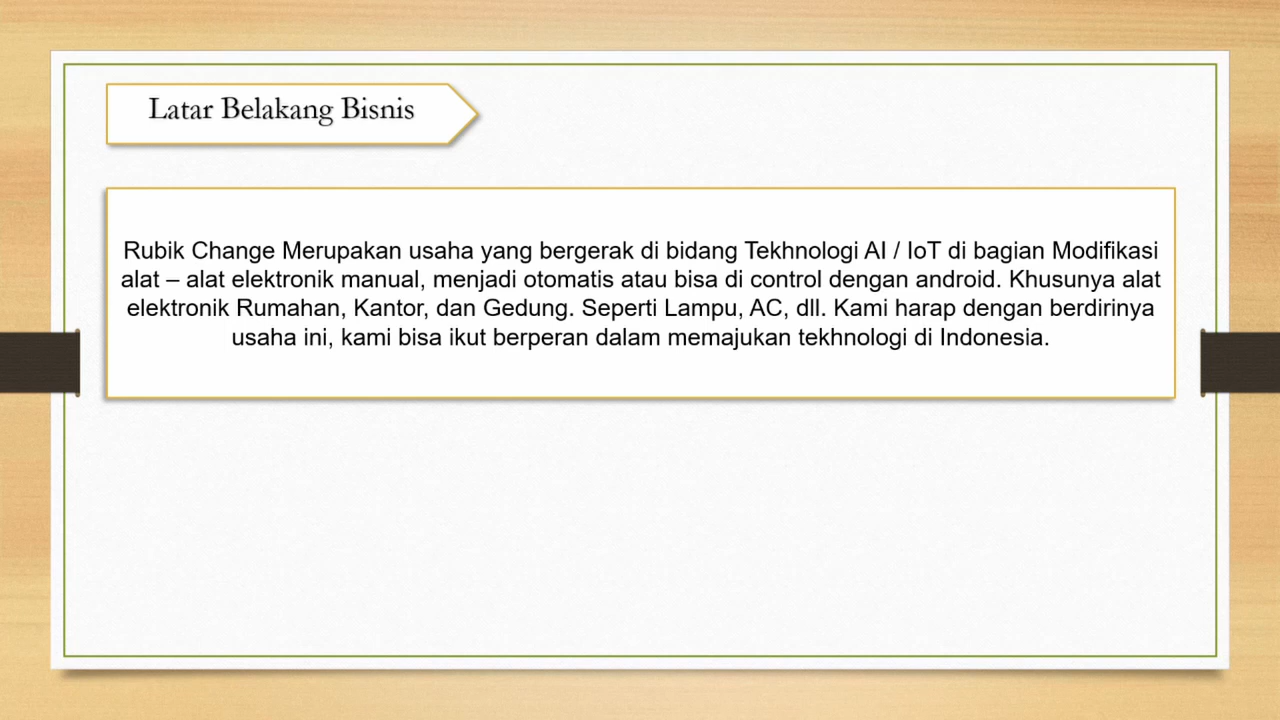 Latar Belakang Bisnis
Rubik Change Merupakan usaha yang bergerak di bidang Tekhnologi AI / IoT di bagian Modifikasi
alat – alat elektronik manual, menjadi otomatis atau bisa di control dengan android. Khusunya alat
elektronik Rumahan, Kantor, dan Gedung. Seperti Lampu, AC, dll. Kami harap dengan berdirinya
usaha ini, kami bisa ikut berperan dalam memajukan tekhnologi di Indonesia.